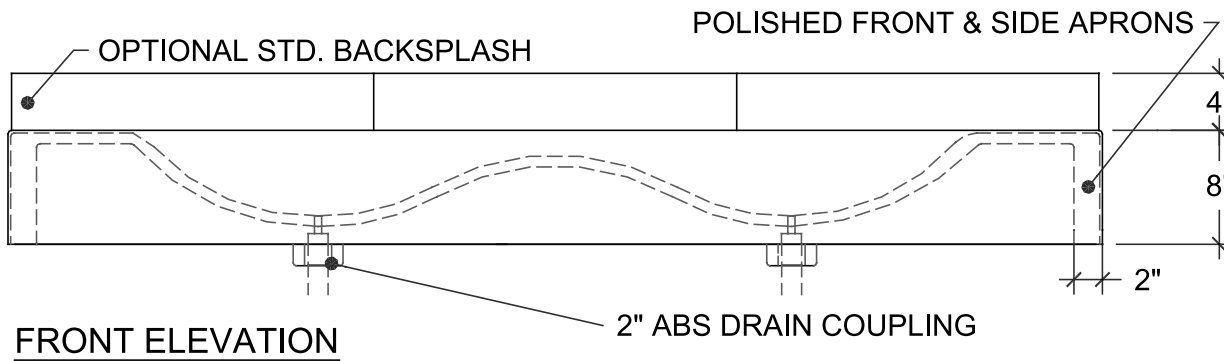 POLISHED FRONT & SIDE APRONS
OPTIONAL STD. BACKSPLASH
4
8"
2"
2" ABS DRAIN COUPLING
FRONT ELEVATION